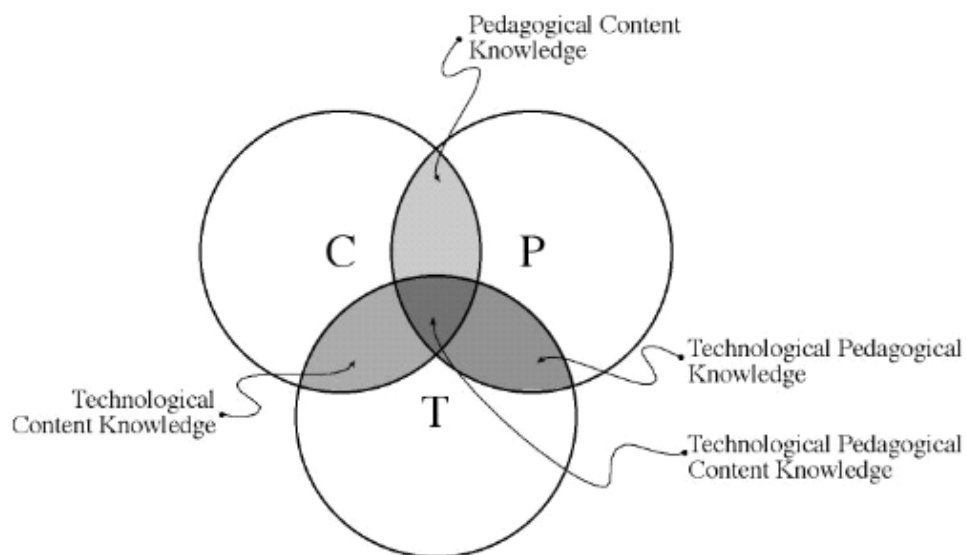 Pedagogical Content
Knowledge
C
P
Technological Pedagogical
Knowledge
Technological
Content Knowledge
T
Technological Pedagogical
Content Knowledge